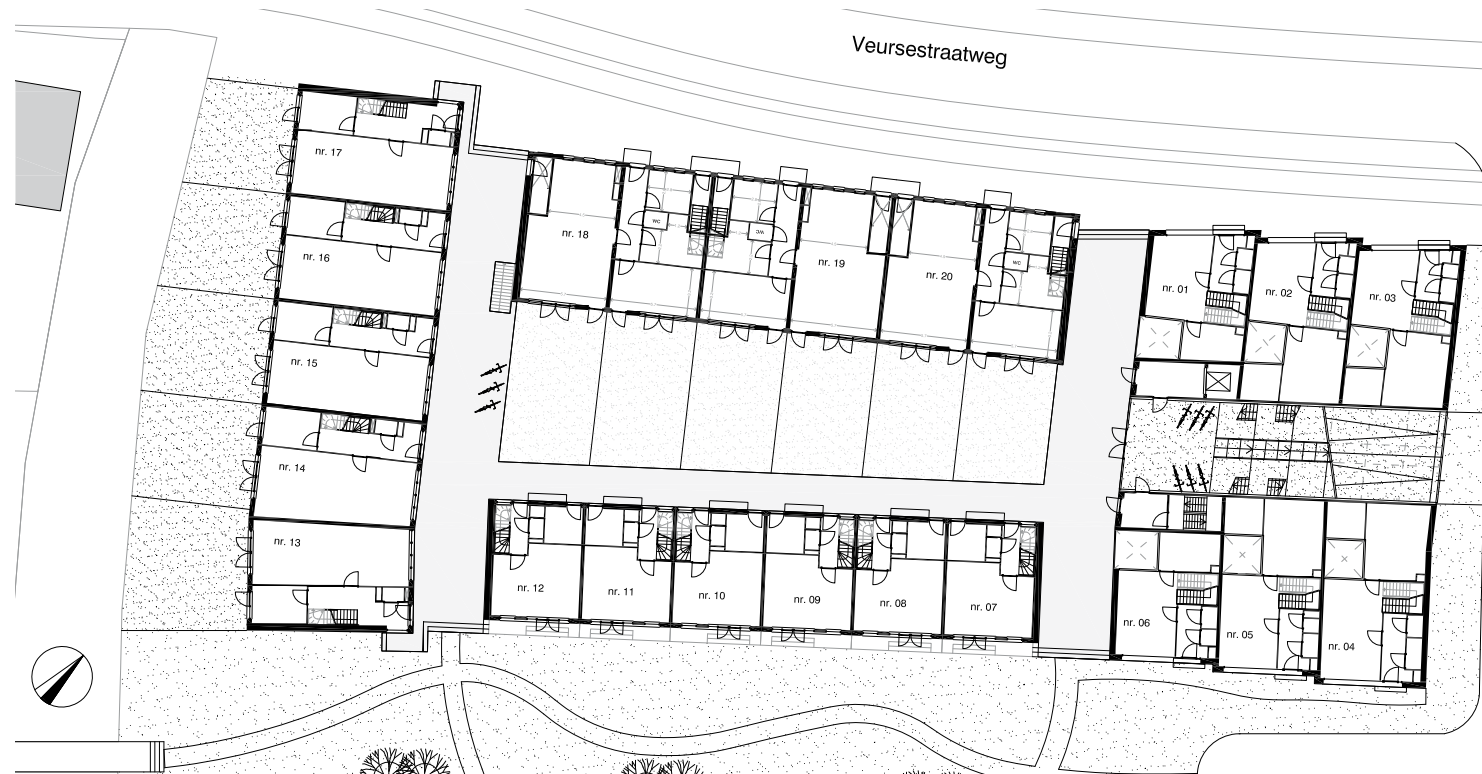 Veursestraatweg
nr. 17
nr. 16
nr. 15
nr. 14
nr. 13
nr. 18
WC
WC
nr. 19
nr. 20
WC
nr. 01
nr. 02
nr. 03
nr. 12
nr. 11
nr. 10
nr. 09
nr. 08
nr. 07
nr. 06
nr. 05
nr. 04